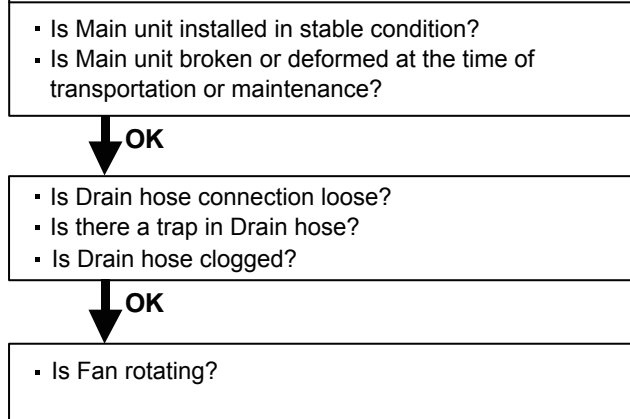 ▪ Is Main unit installed in stable condition?
▪ Is Main unit broken or deformed at the time of
transportation or maintenance?
OK
▪ Is Drain hose connection loose?
▪ Is there a trap in Drain hose?
▪ Is Drain hose clogged?
OK
▪ Is Fan rotating?